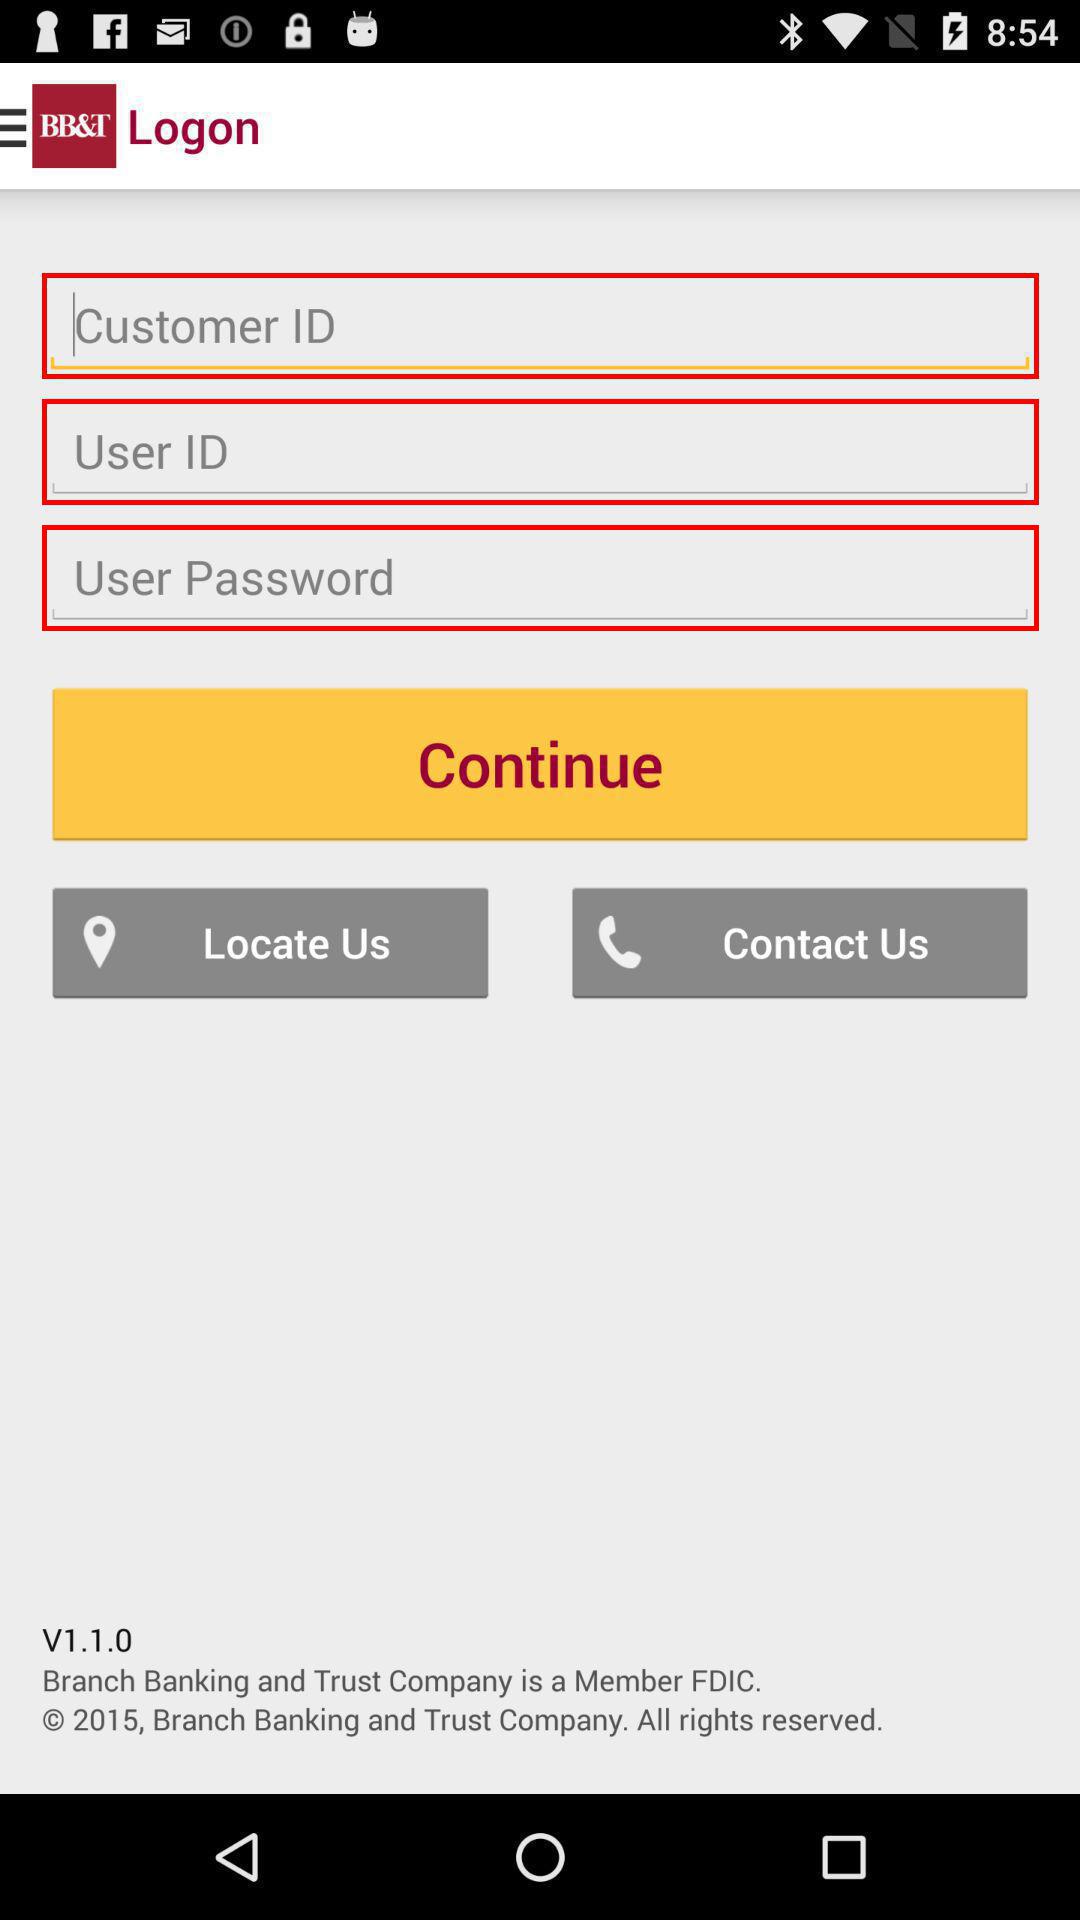 8:54
BB&T Logon
Customer ID
User ID
User Password
Continue
Locate Us
Contact Us
V1.1.0
Branch Banking and Trust Company is a Member FDIC.
© 2015, Branch Banking and Trust Company. All rights reserved.